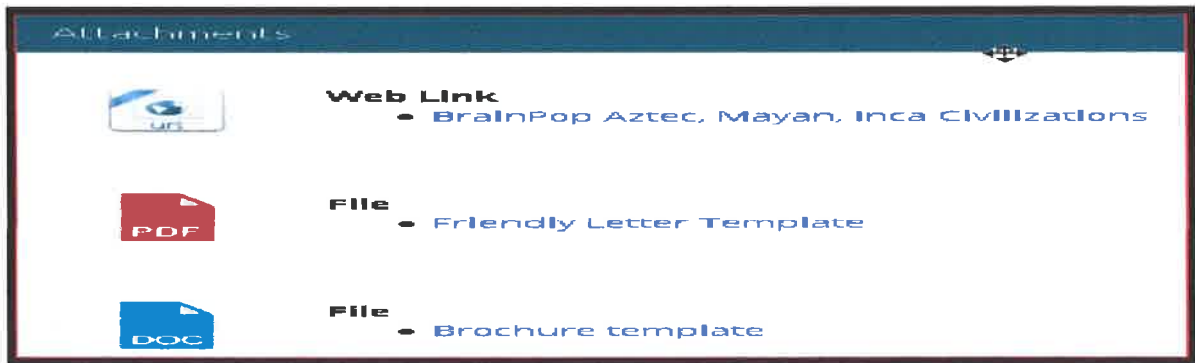 Attachments
url
Web Link
• BrainPop Aztec, Mayan, Inca Civilizations
PDF
File
• Friendly Letter Template
DOC
File
• Brochure template